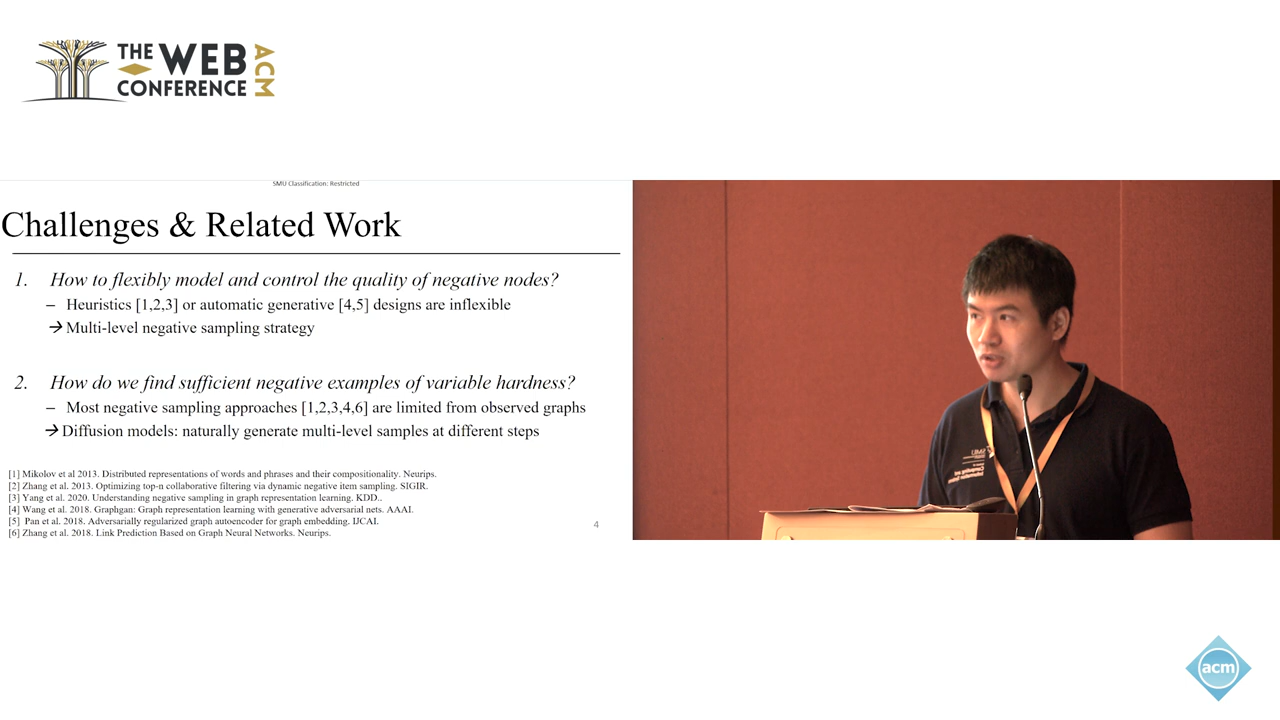 THE WEB CONFERENCE ACM
SMU Classification: Restricted
Challenges & Related Work
1. How to flexibly model and control the quality of negative nodes?
– Heuristics [1,2,3] or automatic generative [4,5] designs are inflexible
→ Multi-level negative sampling strategy
2. How do we find sufficient negative examples of variable hardness?
– Most negative sampling approaches [1,2,3,4,6] are limited from observed graphs
→ Diffusion models: naturally generate multi-level samples at different steps
[1] Mikolov et al 2013. Distributed representations of words and phrases and their compositionality. Neurips.
[2] Zhang et al. 2013. Optimizing top-n collaborative filtering via dynamic negative item sampling. SIGIR.
[3] Yang et al. 2020. Understanding negative sampling in graph representation learning. KDD..
[4] Wang et al. 2018. Graphgan: Graph representation learning with generative adversarial nets. AAAI.
[5] Pan et al. 2018. Adversarially regularized graph autoencoder for graph embedding. IJCAI.
[6] Zhang et al. 2018. Link Prediction Based on Graph Neural Networks. Neurips.
4
SMU
acm